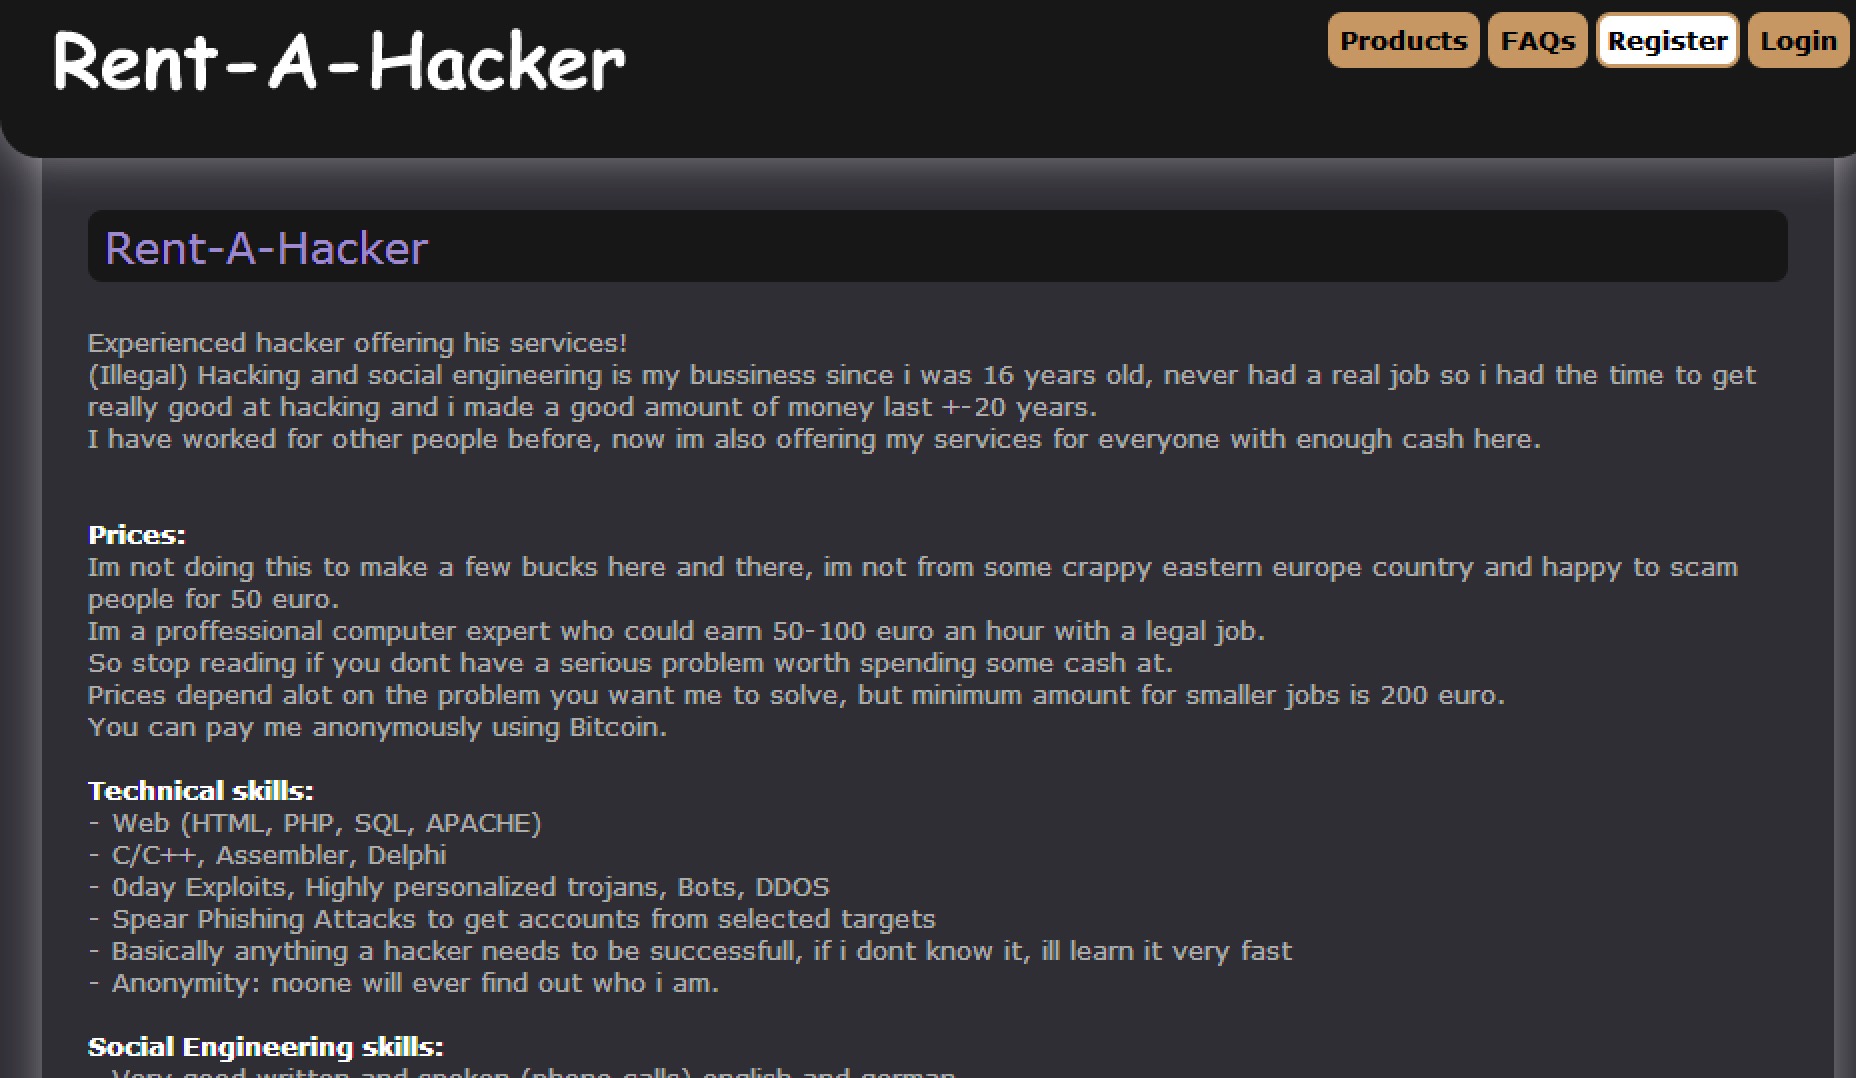 Rent-A-Hacker
Products FAQs Register Login
Rent-A-Hacker
Experienced hacker offering his services!
(Illegal) Hacking and social engineering is my bussiness since i was 16 years old, never had a real job so i had the time to get
really good at hacking and i made a good amount of money last +-20 years.
I have worked for other people before, now im also offering my services for everyone with enough cash here.
Prices:
Im not doing this to make a few bucks here and there, im not from some crappy eastern europe country and happy to scam
people for 50 euro.
Im a proffessional computer expert who could earn 50-100 euro an hour with a legal job.
So stop reading if you dont have a serious problem worth spending some cash at.
Prices depend alot on the problem you want me to solve, but minimum amount for smaller jobs is 200 euro.
You can pay me anonymously using Bitcoin.
Technical skills:
- Web (HTML, PHP, SQL, APACHE)
- C/C++, Assembler, Delphi
- 0day Exploits, Highly personalized trojans, Bots, DDOS
- Spear Phishing Attacks to get accounts from selected targets
- Basically anything a hacker needs to be successfull, if i dont know it, ill learn it very fast
- Anonymity: noone will ever find out who i am.
Social Engineering skills:
- Very good written and spoken (phone calls) english and german